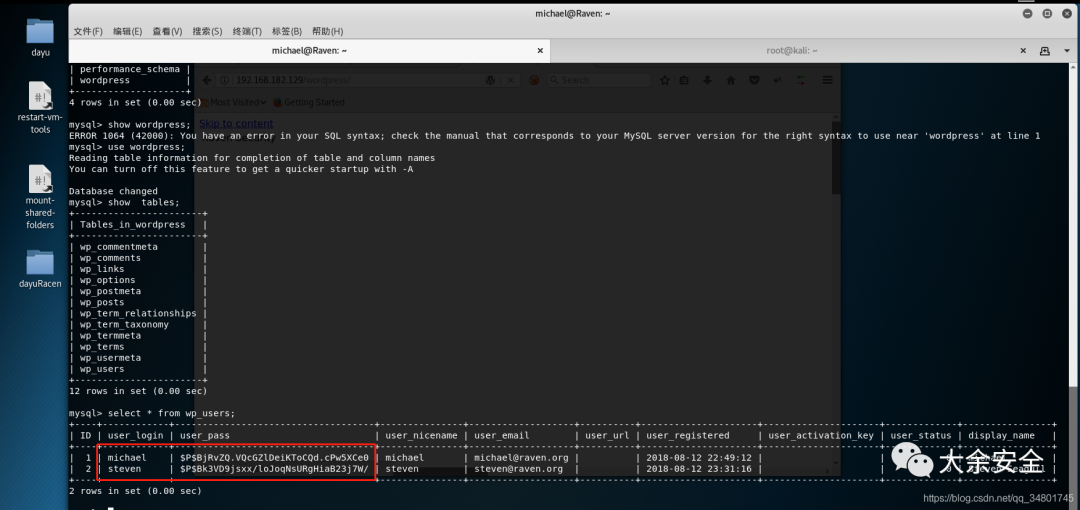 michael@Raven: ~
文件(F) 编辑(E) 查看(V) 搜索(S) 终端(T) 标签(B) 帮助(H)
michael@Raven: ~ × root@kali: ~ ×
dayu
restart-vm-tools
mount-shared-folders
dayuRacen
192.168.182.129/wordpress/ Search
Most Visited Getting Started
Skip to content
| performance_schema |
| wordpress |
+--------------------+
4 rows in set (0.00 sec)
mysql> show wordpress;
ERROR 1064 (42000): You have an error in your SQL syntax; check the manual that corresponds to your MySQL server version for the right syntax to use near 'wordpress' at line 1
mysql> use wordpress;
Reading table information for completion of table and column names
You can turn off this feature to get a quicker startup with -A
Database changed
mysql> show  tables;
+-----------------------+
| Tables_in_wordpress |
+-----------------------+
| wp_commentmeta |
| wp_comments |
| wp_links |
| wp_options |
| wp_postmeta |
| wp_posts |
| wp_term_relationships |
| wp_term_taxonomy |
| wp_termmeta |
| wp_terms |
| wp_usermeta |
| wp_users |
+-----------------------+
12 rows in set (0.00 sec)
mysql> select * from wp_users;
| ID | user_login | user_pass | user_nicename | user_email | user_url | user_registered | user_activation_key | user_status | display_name |
| 1 | michael | $P$BjRvZQ.VQcGZlDeiKToCQd.cPw5XCe0 | michael | michael@raven.org | | 2018-08-12 22:49:12 |
| 2 | steven | $P$Bk3VD9jsxx/loJoqNsURgHiaB23j7W/ | steven | steven@raven.org | | 2018-08-12 23:31:16 |
2 rows in set (0.00 sec)
大余安全
https://blog.csdn.net/qq_34801745